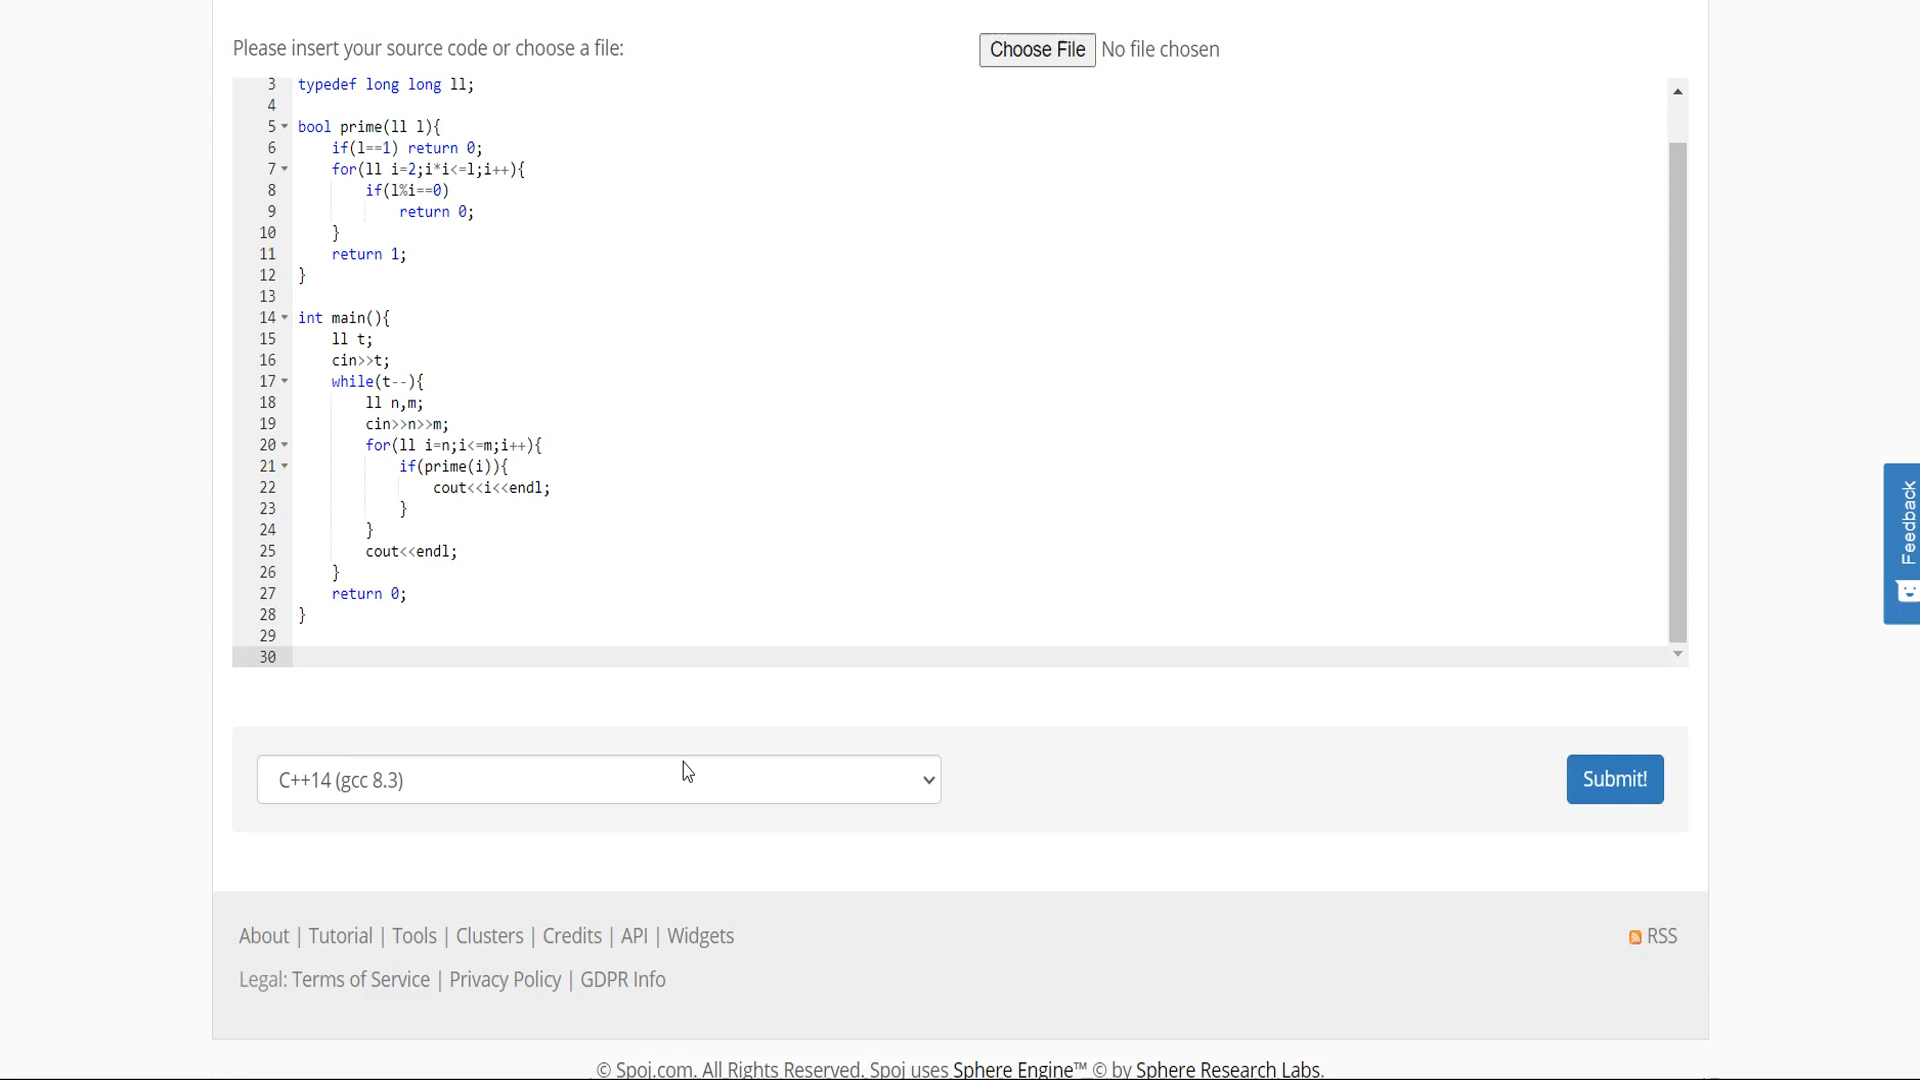 Please insert your source code or choose a file:
Choose File No file chosen
3 typedef long long ll;
4
5 bool prime(ll l){
6 if(l==1) return 0;
7 for(ll i=2;i*i<=l;i++){
8 if(l%i==0)
9 return 0;
10 }
11 return 1;
12 }
13
14 int main(){
15 ll t;
16 cin>>t;
17 while(t--){
18 ll n,m;
19 cin>>n>>m;
20 for(ll i=n;i<=m;i++){
21 if(prime(i)){
22 cout<<i<<endl;
23 }
24 }
25 cout<<endl;
26 }
27 return 0;
28 }
29
30
Feedback
C++14 (gcc 8.3)
Submit!
About | Tutorial | Tools | Clusters | Credits | API | Widgets
RSS
Legal: Terms of Service | Privacy Policy | GDPR Info
© Spoj.com. All Rights Reserved. Spoj uses Sphere Engine™ © by Sphere Research Labs.